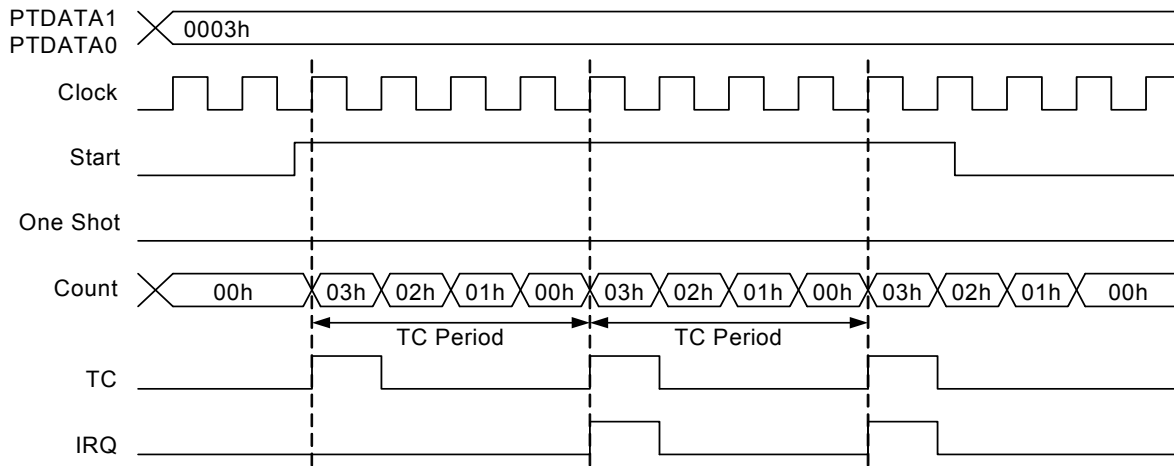 PTDATA1
PTDATA0
0003h
Clock
Start
One Shot
Count
00h 03h 02h 01h 00h 03h 02h 01h 00h 03h 02h 01h 00h
TC Period TC Period
TC
IRQ